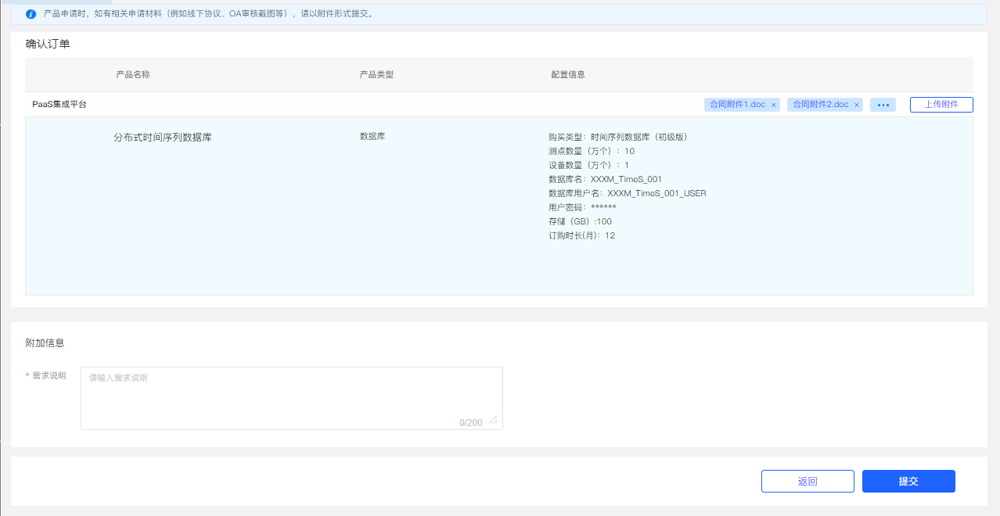 产品申请时，如有相关申请材料（例如线下协议、OA审核截图等），请以附件形式提交。
确认订单
产品名称 产品类型 配置信息
PaaS集成平台 合同附件1.doc × 合同附件2.doc × ••• 上传附件
分布式时间序列数据库 数据库 购买类型：时间序列数据库（初级版）
测点数量（万个）：10
设备数量（万个）：1
数据库名：XXXM_TimeS_001
数据库用户名：XXXM_TimeS_001_USER
用户密码：******
存储（GB）:100
订购时长(月)：12
附加信息
* 需求说明 请输入需求说明
0/200
返回 提交